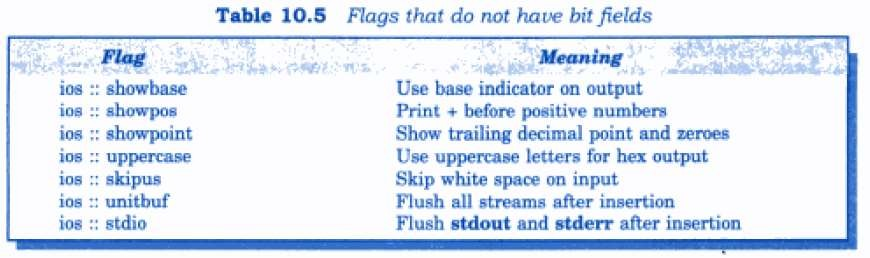 Table 10.5 Flags that do not have bit fields
Flag Meaning
ios :: showbase Use base indicator on output
ios :: showpos Print + before positive numbers
ios :: showpoint Show trailing decimal point and zeroes
ios :: uppercase Use uppercase letters for hex output
ios :: skipus Skip white space on input
ios :: unitbuf Flush all streams after insertion
ios :: stdio Flush stdout and stderr after insertion